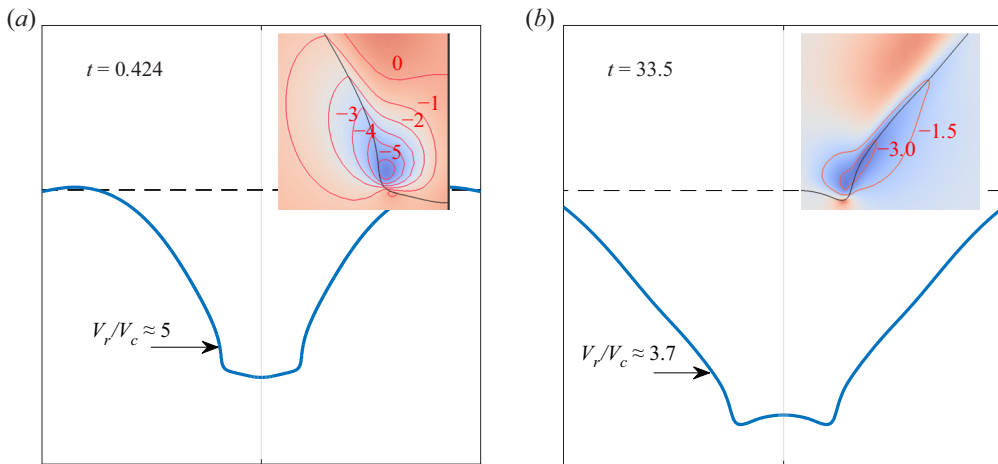 (a)
t = 0.424
0
−1
−2
−3
−4
−5
V_r/V_c ≈ 5
(b)
t = 33.5
−1.5
−3.0
V_r/V_c ≈ 3.7